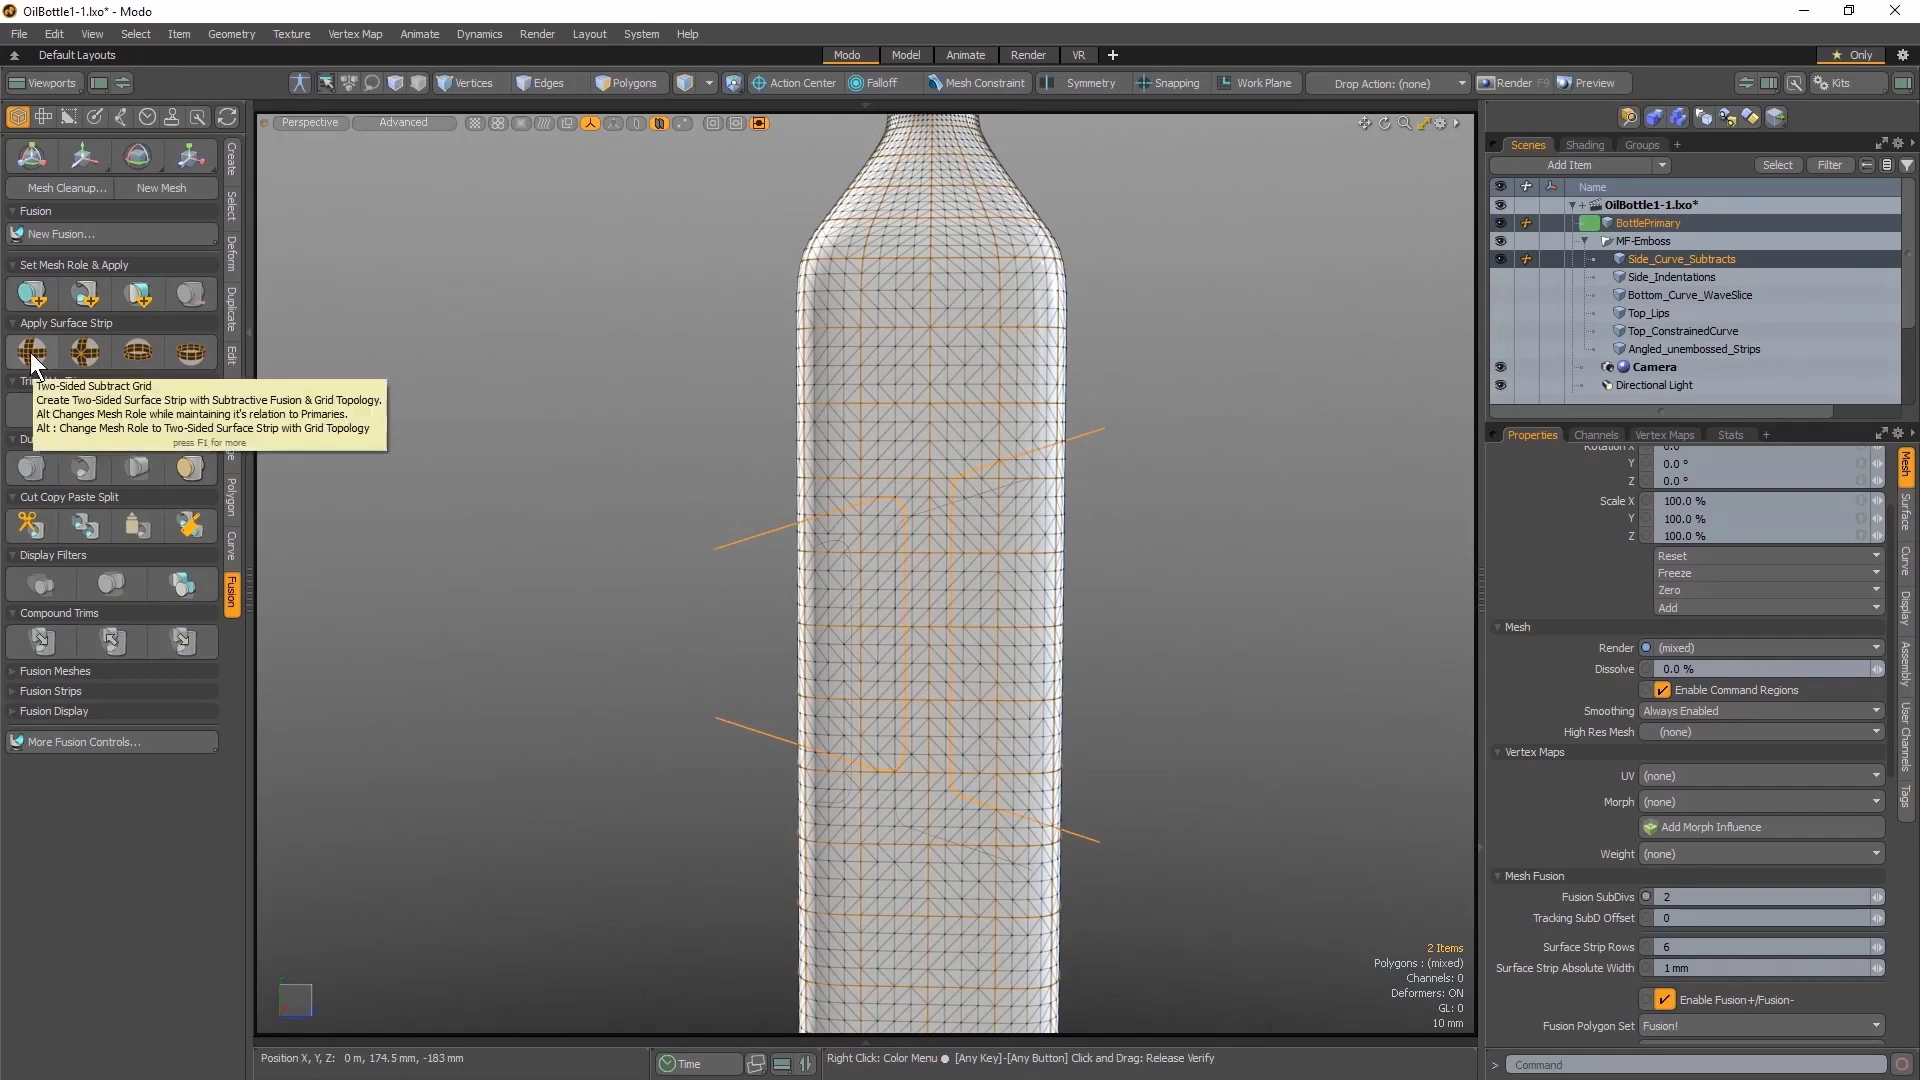 OilBottle1-1.lxo* - Modo
File Edit View Select Item Geometry Texture Vertex Map Animate Dynamics Render Layout System Help
Default Layouts
Modo Model Animate Render VR
Only
Viewports
Vertices Edges Polygons Action Center Falloff Mesh Constraint Symmetry Snapping Work Plane Drop Action: (none) Render F9 Preview Kits
Perspective Advanced
Mesh Cleanup... New Mesh
Fusion
New Fusion...
Set Mesh Role & Apply
Apply Surface Strip
Two-Sided Subtract Grid
Create Two-Sided Surface Strip with Subtractive Fusion & Grid Topology.
Alt Changes Mesh Role while maintaining it's relation to Primaries.
Alt : Change Mesh Role to Two-Sided Surface Strip with Grid Topology
press F1 for more
Cut Copy Paste Split
Display Filters
Compound Trims
Fusion Meshes
Fusion Strips
Fusion Display
More Fusion Controls...
Create
Select
Deform
Duplicate
Edit
Polygon
Curve
Fusion
2 Items
Polygons : (mixed)
Channels: 0
Deformers: ON
GL: 0
10 mm
Scenes Shading Groups
Add Item Select Filter
Name
OilBottle1-1.lxo*
BottlePrimary
MF-Emboss
Side_Curve_Subtracts
Side_Indentations
Bottom_Curve_WaveSlice
Top_Lips
Top_ConstrainedCurve
Angled_unembossed_Strips
Camera
Directional Light
Properties Channels Vertex Maps Stats
Rotation X 0.0 °
Y 0.0 °
Z 0.0 °
Scale X 100.0 %
Y 100.0 %
Z 100.0 %
Reset
Freeze
Zero
Add
Mesh
Render (mixed)
Dissolve 0.0 %
Enable Command Regions
Smoothing Always Enabled
High Res Mesh (none)
Vertex Maps
UV (none)
Morph (none)
Add Morph Influence
Weight (none)
Mesh Fusion
Fusion SubDivs 2
Tracking SubD Offset 0
Surface Strip Rows 6
Surface Strip Absolute Width 1 mm
Enable Fusion+/Fusion-
Fusion Polygon Set Fusion!
Mesh
Surface
Curve
Display
Assembly
User Channels
Tags
Position X, Y, Z: 0 m, 174.5 mm, -183 mm
Time
Right Click: Color Menu ● [Any Key]-[Any Button] Click and Drag: Release Verify
> Command